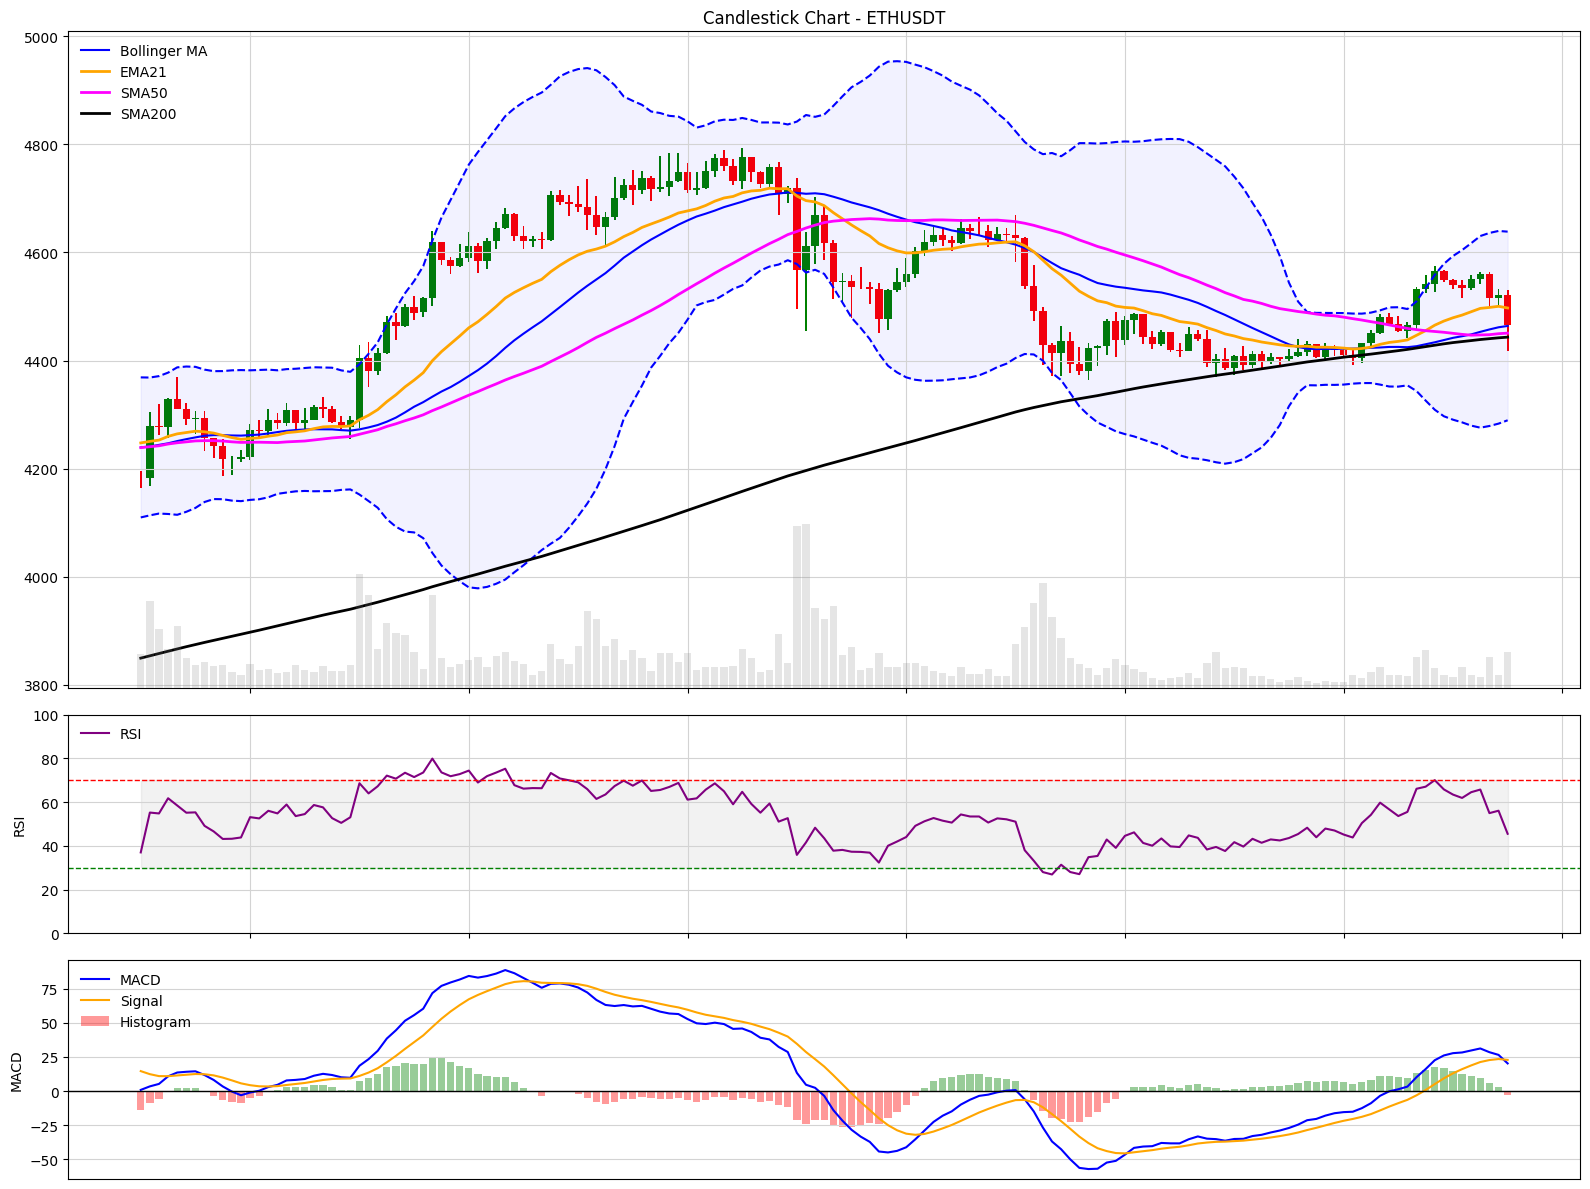 Candlestick Chart - ETHUSDT
5000
4800
4600
4400
4200
4000
3800
Bollinger MA
EMA21
SMA50
SMA200
100
80
60
40
20
0
RSI
RSI
75
50
25
0
−25
−50
MACD
MACD
Signal
Histogram